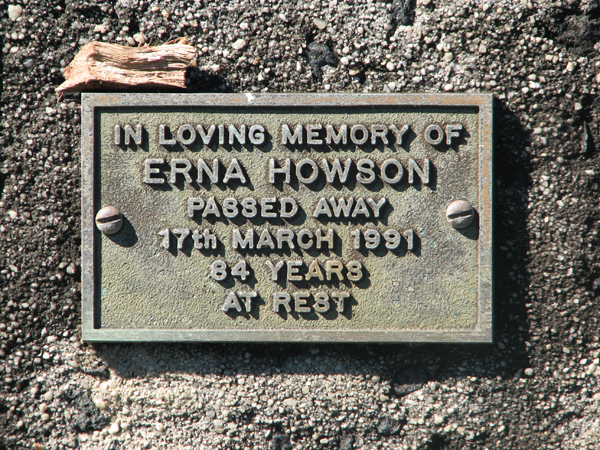 IN LOVING MEMORY OF
ERNA HOWSON
PASSED AWAY
17th MARCH 1991
84 YEARS
AT REST